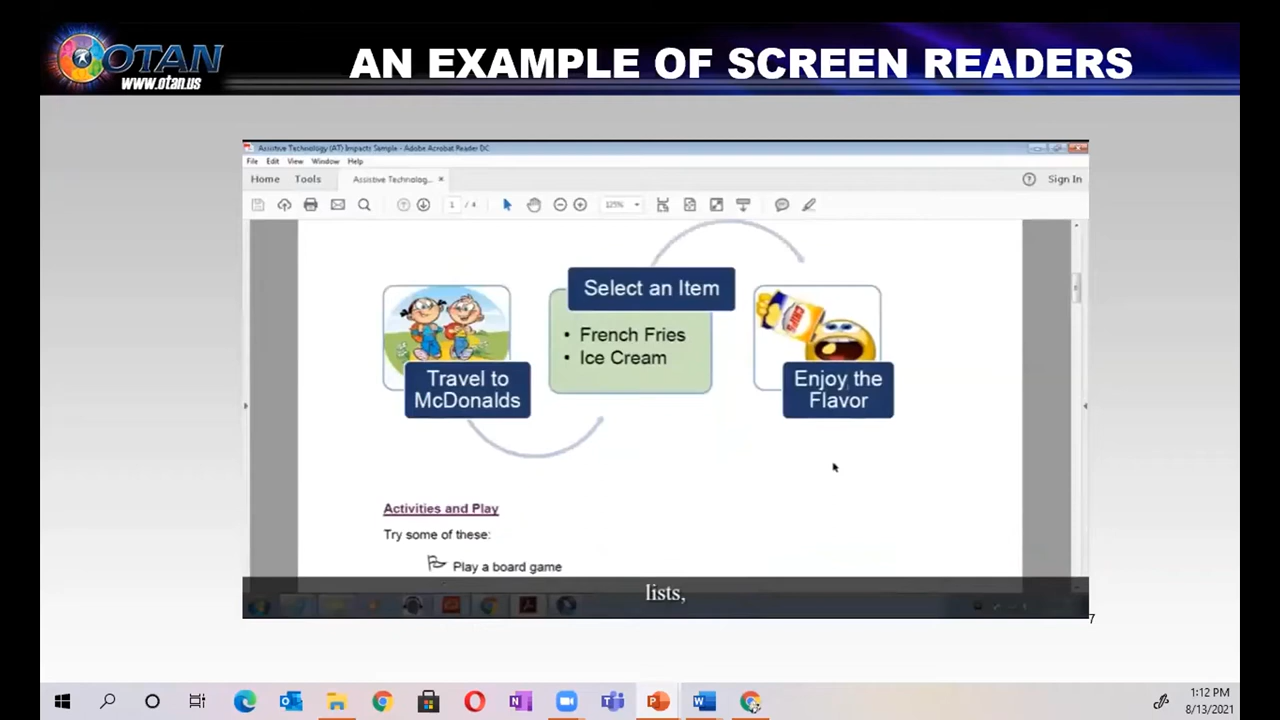 OTAN
www.otan.us
AN EXAMPLE OF SCREEN READERS
Assistive Technology (AT) Impacts Sample - Adobe Acrobat Reader DC
File Edit View Window Help
Home Tools Assistive Technolog... × Sign In
1 / 4 125%
Select an Item
• French Fries
• Ice Cream
CHIPS
Travel to
McDonalds
Enjoy the
Flavor
Activities and Play
Try some of these:
Play a board game
lists,
7
1:12 PM
8/13/2021